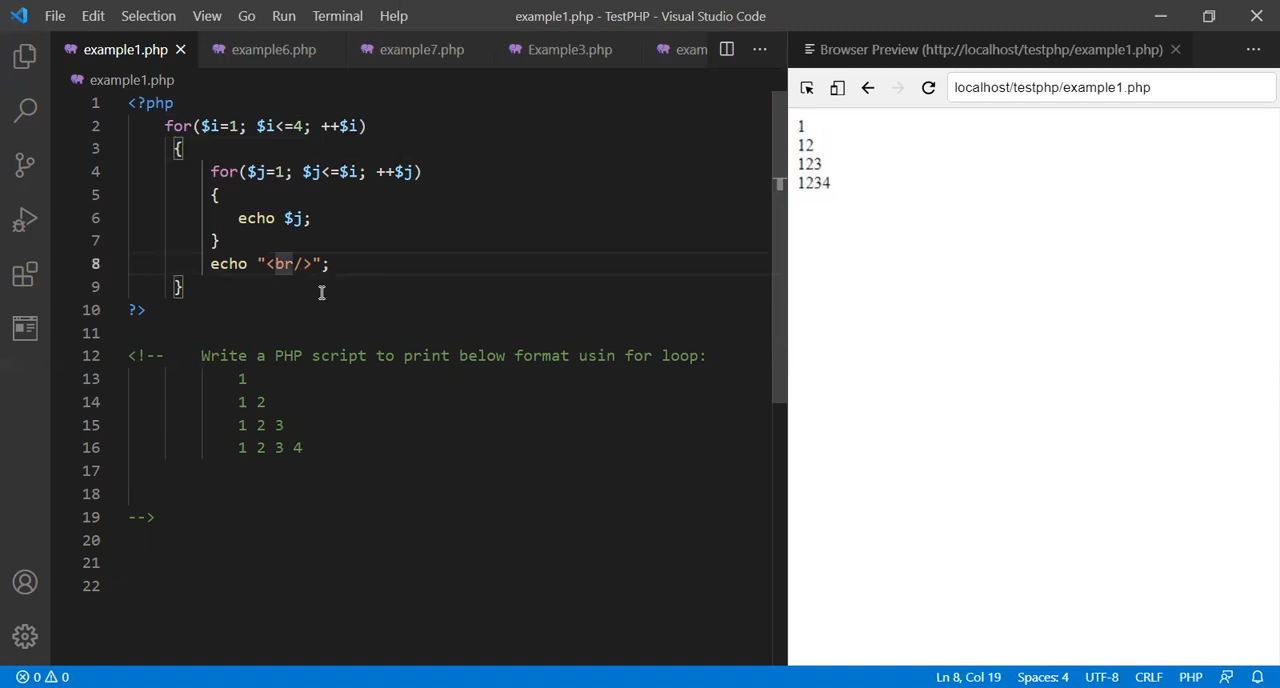 File Edit Selection View Go Run Terminal Help example1.php - TestPHP - Visual Studio Code
example1.php example6.php example7.php Example3.php exam
example1.php
1 <?php
2 for($i=1; $i<=4; ++$i)
3 {
4 for($j=1; $j<=$i; ++$j)
5 {
6 echo $j;
7 }
8 echo "<br/>";
9 }
10 ?>
11
12 <!-- Write a PHP script to print below format usin for loop:
13 1
14 1 2
15 1 2 3
16 1 2 3 4
17
18
19 -->
20
21
22
Browser Preview (http://localhost/testphp/example1.php)
localhost/testphp/example1.php
1
12
123
1234
0 0 Ln 8, Col 19 Spaces: 4 UTF-8 CRLF PHP